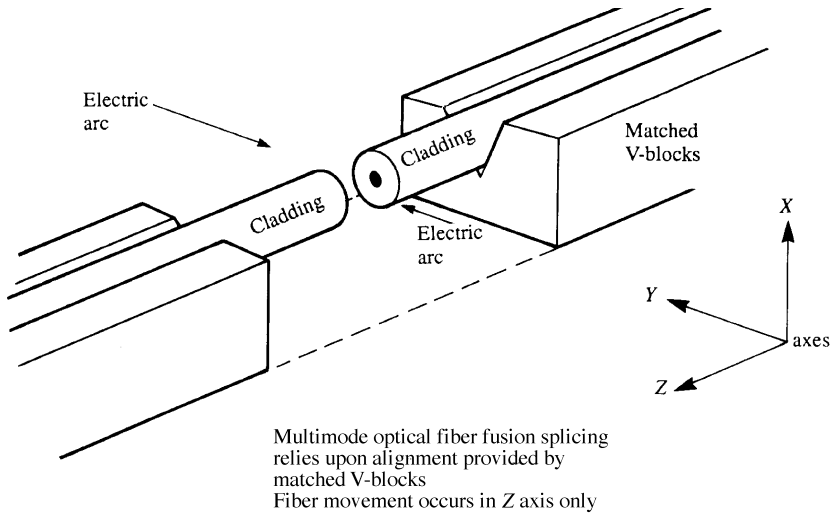 Electric
arc
Cladding
Cladding
Matched
V-blocks
Electric
arc
X
Y
axes
Z
Multimode optical fiber fusion splicing
relies upon alignment provided by
matched V-blocks
Fiber movement occurs in Z axis only